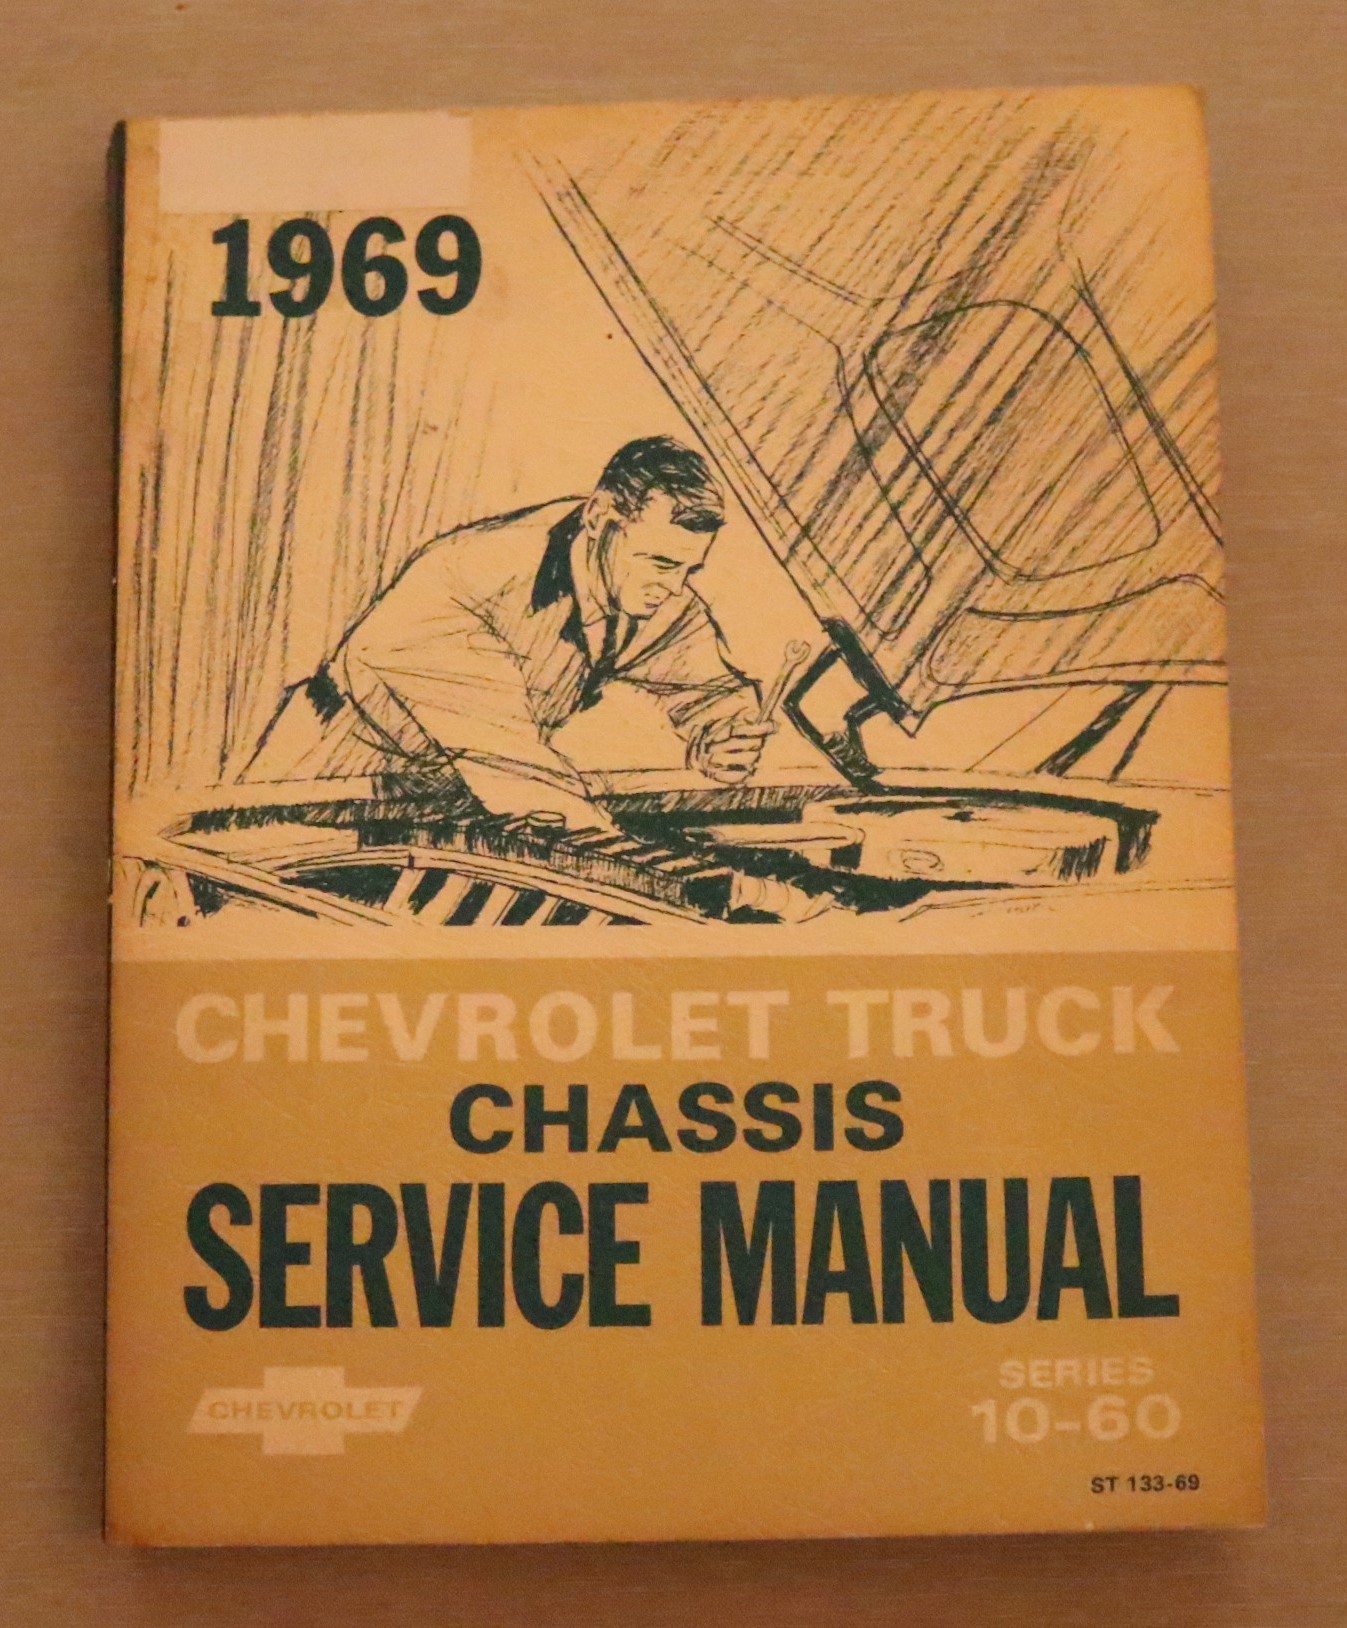 1969
CHEVROLET TRUCK
CHASSIS
SERVICE MANUAL
CHEVROLET
SERIES
10-60
ST 133-69